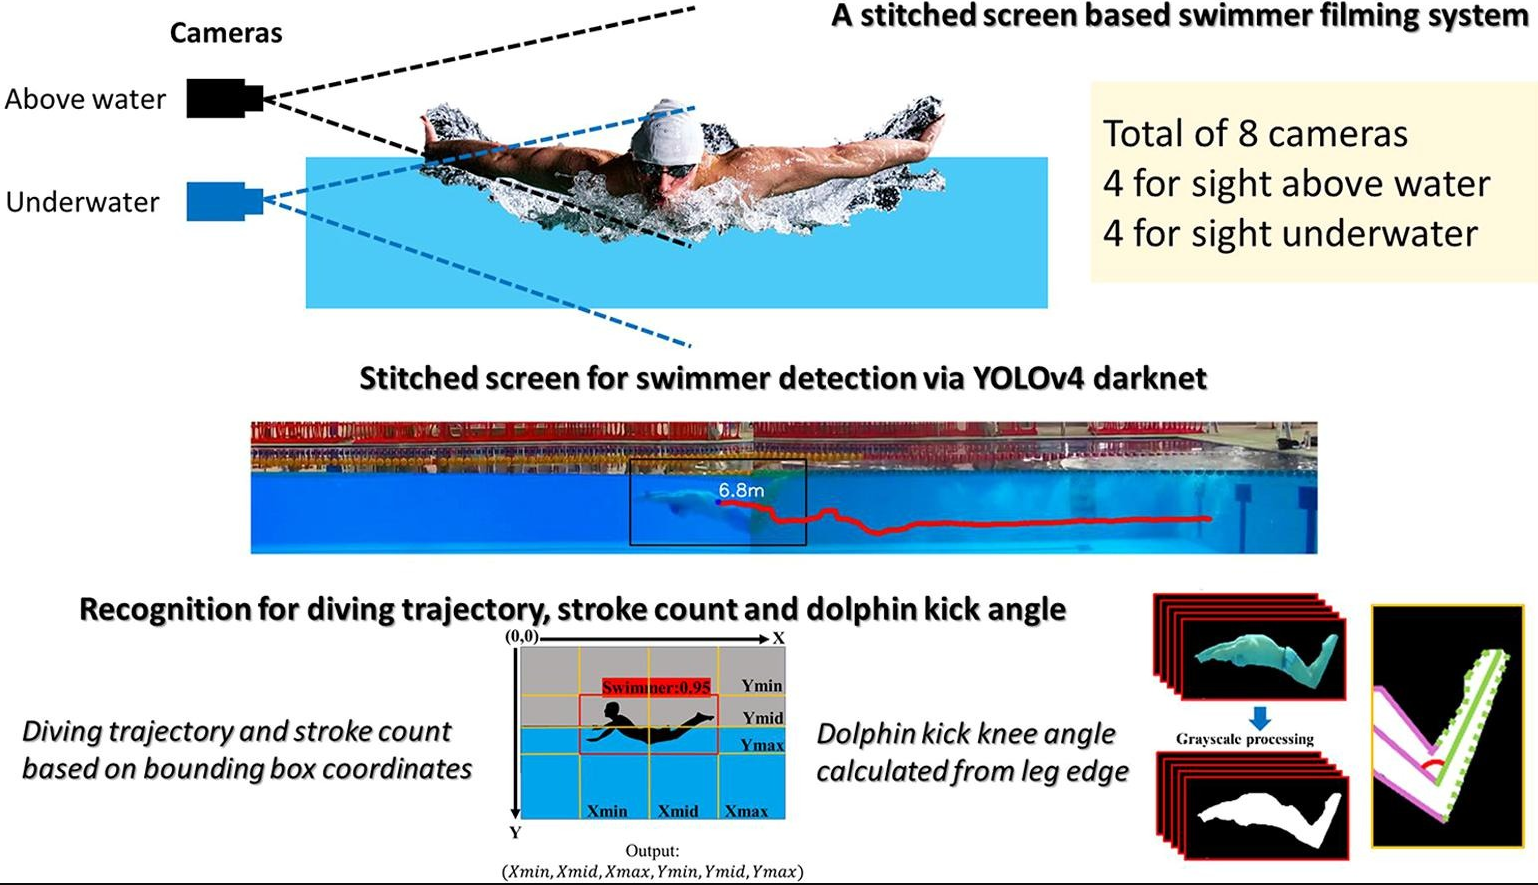 A stitched screen based swimmer filming system
Cameras
Above water
Underwater
Total of 8 cameras
4 for sight above water
4 for sight underwater
Stitched screen for swimmer detection via YOLOv4 darknet
6.8m
Recognition for diving trajectory, stroke count and dolphin kick angle
(0,0)
X
Swimmer:0.95
Ymin
Ymid
Ymax
Xmin Xmid Xmax
Y
Output:
(Xmin, Xmid, Xmax, Ymin, Ymid, Ymax)
Diving trajectory and stroke count
based on bounding box coordinates
Dolphin kick knee angle
calculated from leg edge
Grayscale processing